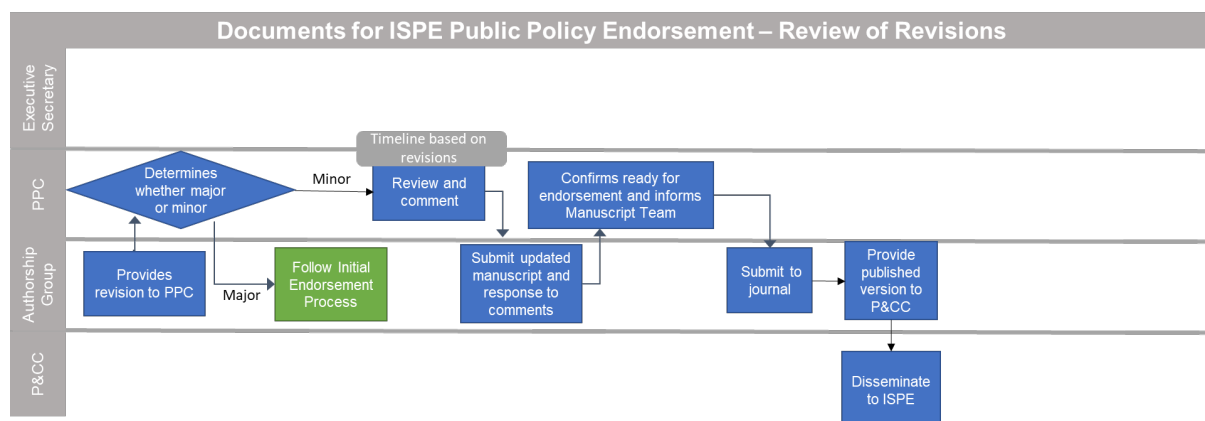 Documents for ISPE Public Policy Endorsement – Review of Revisions
Executive
Secretary
Timeline based on
revisions
PPC
Determines
whether major
or minor
Minor
Review and
comment
Confirms ready for
endorsement and informs
Manuscript Team
Authorship
Group
Provides
revision to PPC
Major
Follow Initial
Endorsement
Process
Submit updated
manuscript and
response to
comments
Submit to
journal
Provide
published
version to
P&CC
P&CC
Disseminate
to ISPE